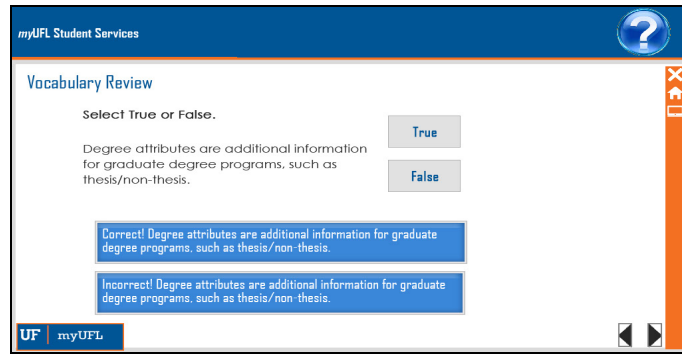 myUFL Student Services
?
Vocabulary Review
Select True or False.
Degree attributes are additional information
for graduate degree programs, such as
thesis/non-thesis.
True
False
Correct! Degree attributes are additional information for graduate
degree programs, such as thesis/non-thesis.
Incorrect! Degree attributes are additional information for graduate
degree programs, such as thesis/non-thesis.
UF myUFL